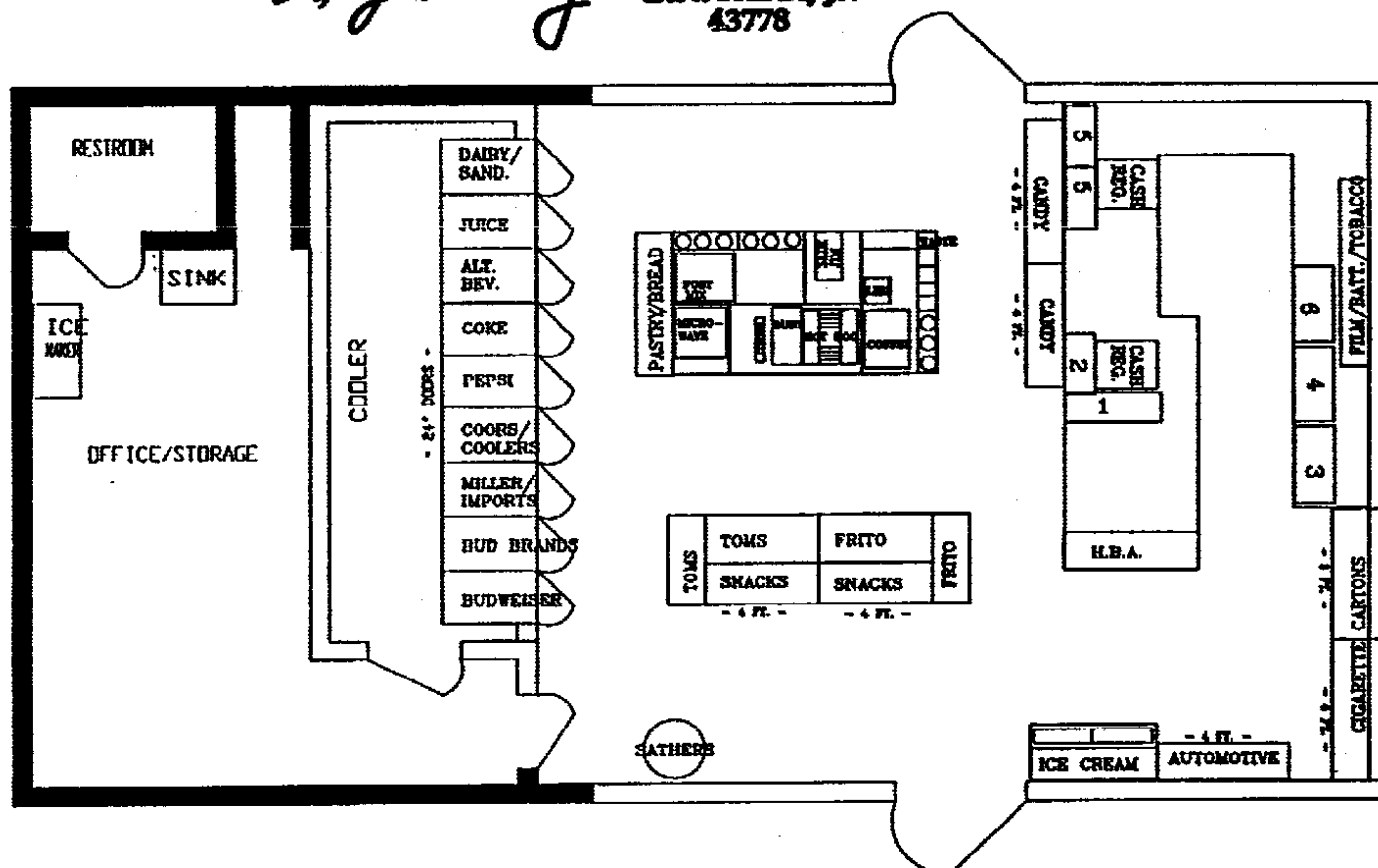 43778
RESTROOM
SINK
ICE
MAKER
OFFICE/STORAGE
COOLER
- 24" DOORS -
DAIRY/
SAND.
JUICE
ALT.
BEV.
COKE
PEPSI
COORS/
COOLERS
MILLER/
IMPORTS
BUD BRANDS
BUDWEISER
PASTRY/BREAD
POST
MIX
MICRO-
WAVE
COFFEE
TOMS
TOMS
SNACKS
- 4 FT. -
FRITO
SNACKS
- 4 FT. -
FRITO
SATHERS
- 4 FT. -
CANDY
- 4 FT. -
CANDY
5
5
CASH
REG.
2
CASH
REG.
1
H.B.A.
6
4
3
FILM/BATT./TOBACCO
CIGARETTE CARTONS
- 4 FT. -
ICE CREAM
- 4 FT. -
AUTOMOTIVE